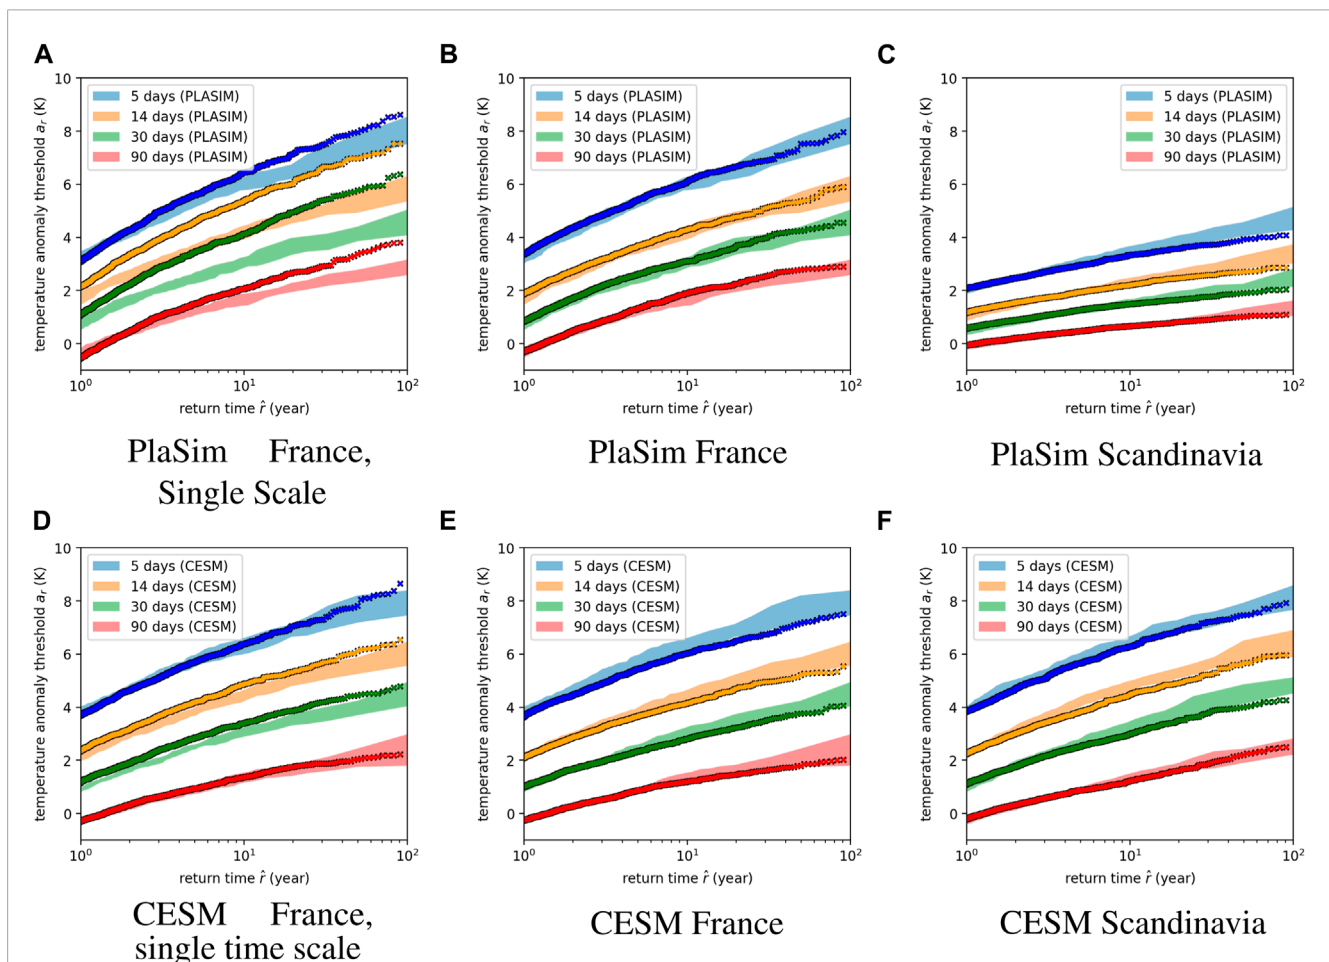 A
temperature anomaly threshold aᵣ (K)
10
8
6
4
2
0
5 days (PLASIM)
14 days (PLASIM)
30 days (PLASIM)
90 days (PLASIM)
10⁰
10¹
10²
return time r̂ (year)
PlaSim France,
Single Scale
B
temperature anomaly threshold aᵣ (K)
10
8
6
4
2
0
5 days (PLASIM)
14 days (PLASIM)
30 days (PLASIM)
90 days (PLASIM)
10⁰
10¹
10²
return time r̂ (year)
PlaSim France
C
temperature anomaly threshold aᵣ (K)
10
8
6
4
2
0
5 days (PLASIM)
14 days (PLASIM)
30 days (PLASIM)
90 days (PLASIM)
10⁰
10¹
10²
return time r̂ (year)
PlaSim Scandinavia
D
temperature anomaly threshold aᵣ (K)
10
8
6
4
2
0
5 days (CESM)
14 days (CESM)
30 days (CESM)
90 days (CESM)
10⁰
10¹
10²
return time r̂ (year)
CESM France,
single time scale
E
temperature anomaly threshold aᵣ (K)
10
8
6
4
2
0
5 days (CESM)
14 days (CESM)
30 days (CESM)
90 days (CESM)
10⁰
10¹
10²
return time r̂ (year)
CESM France
F
temperature anomaly threshold aᵣ (K)
10
8
6
4
2
0
5 days (CESM)
14 days (CESM)
30 days (CESM)
90 days (CESM)
10⁰
10¹
10²
return time r̂ (year)
CESM Scandinavia